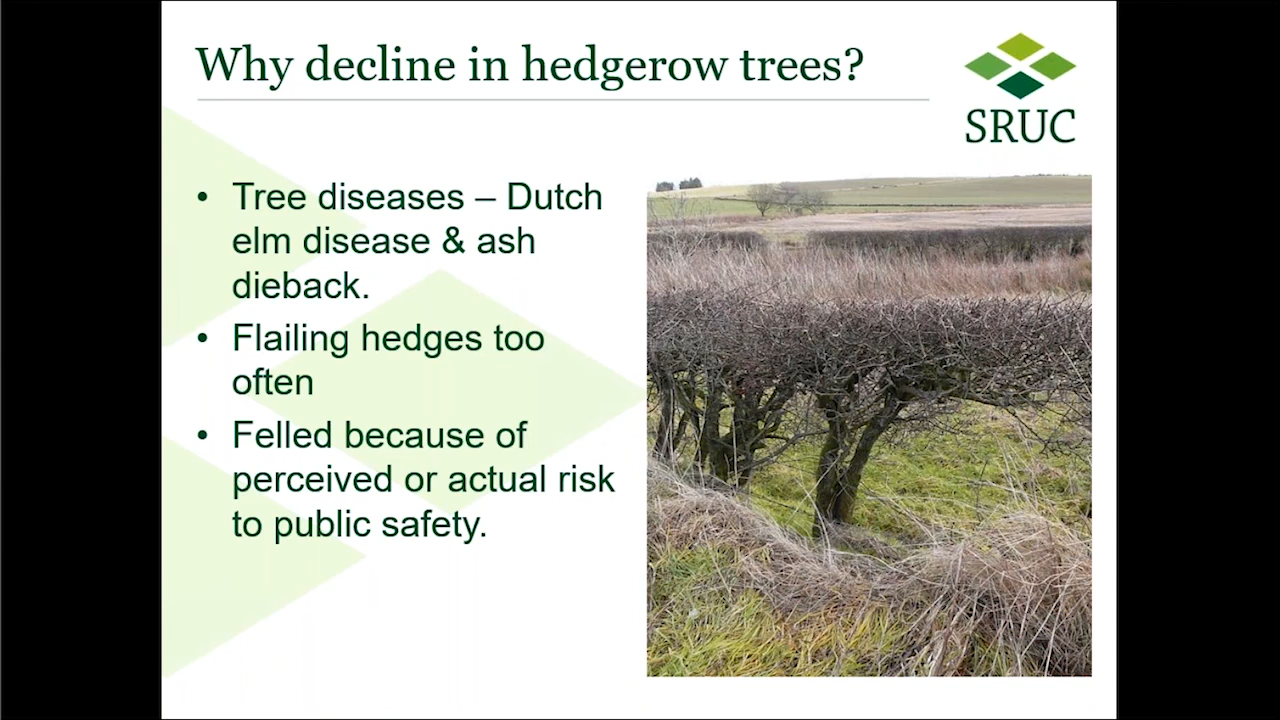 Why decline in hedgerow trees?
SRUC
• Tree diseases – Dutch
elm disease & ash
dieback.
• Flailing hedges too
often
• Felled because of
perceived or actual risk
to public safety.